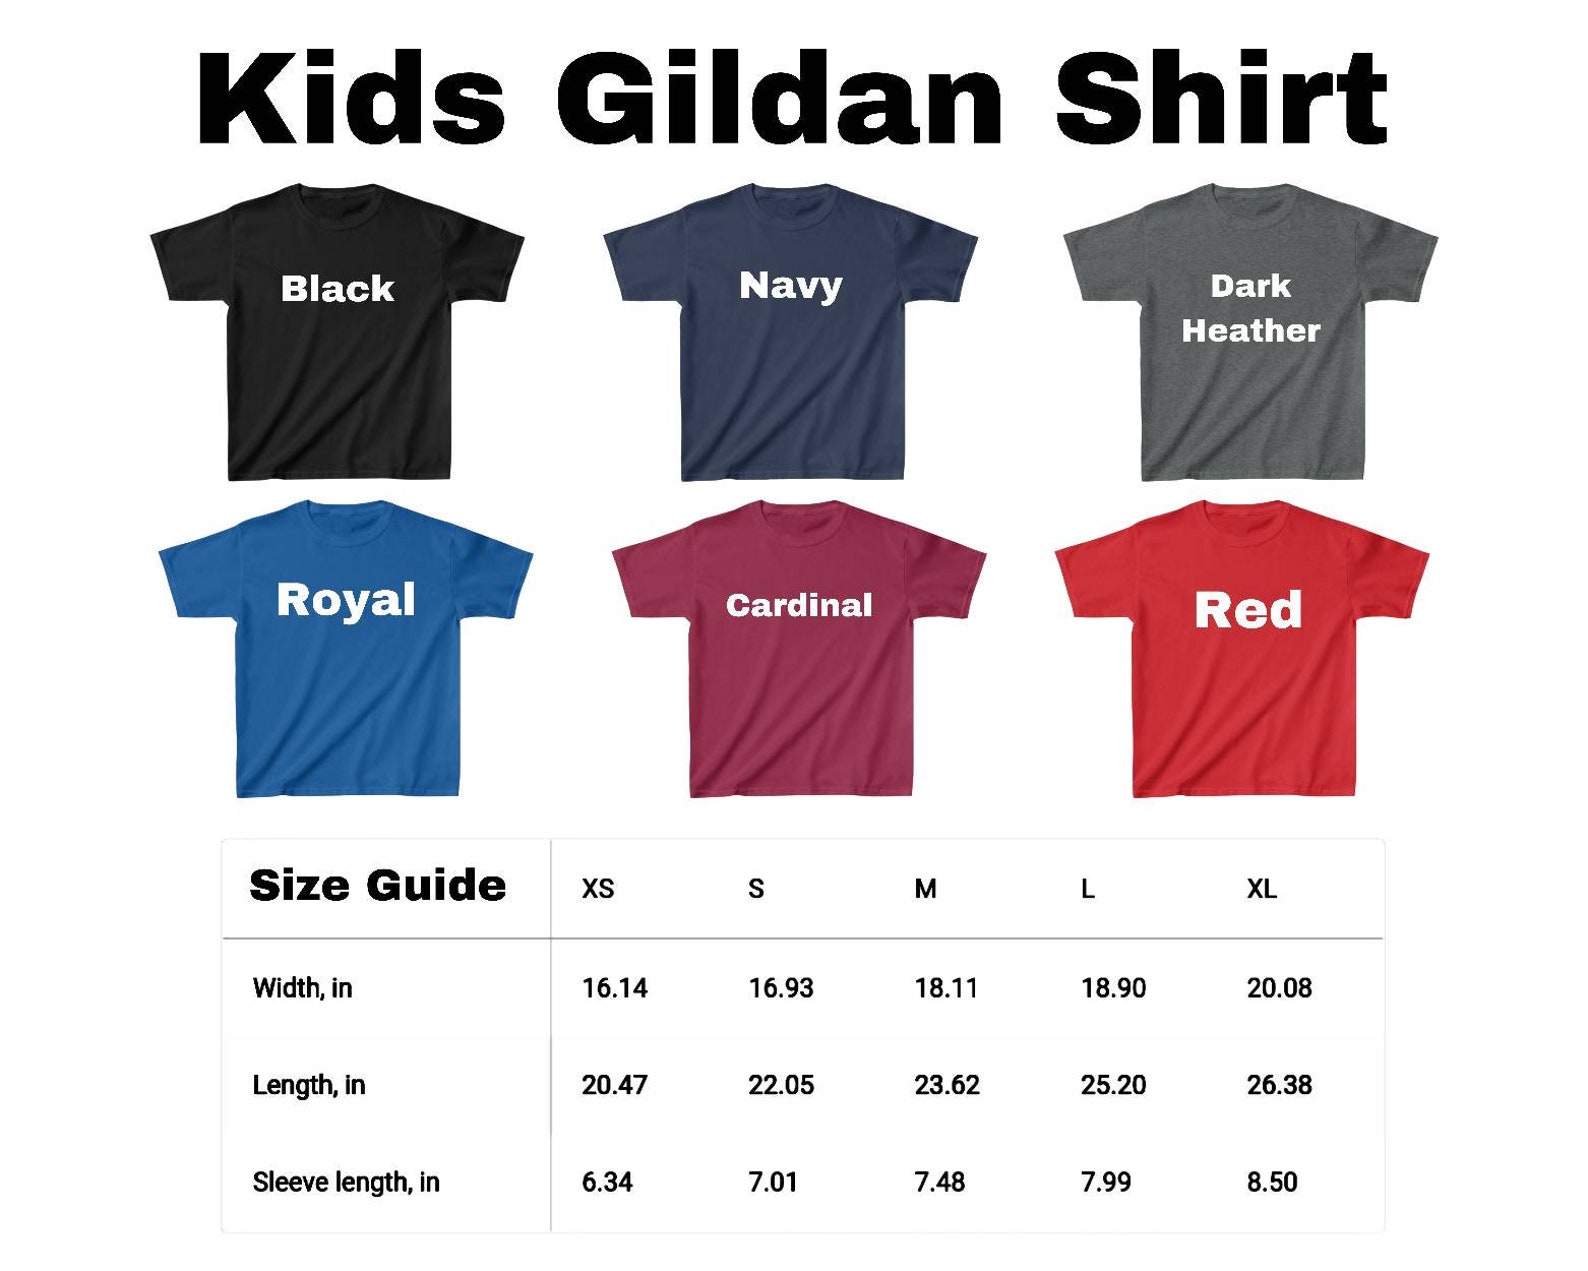 Kids Gildan Shirt
Black
Navy
Dark
Heather
Royal
Cardinal
Red
Size Guide XS S M L XL
Width, in 16.14 16.93 18.11 18.90 20.08
Length, in 20.47 22.05 23.62 25.20 26.38
Sleeve length, in 6.34 7.01 7.48 7.99 8.50